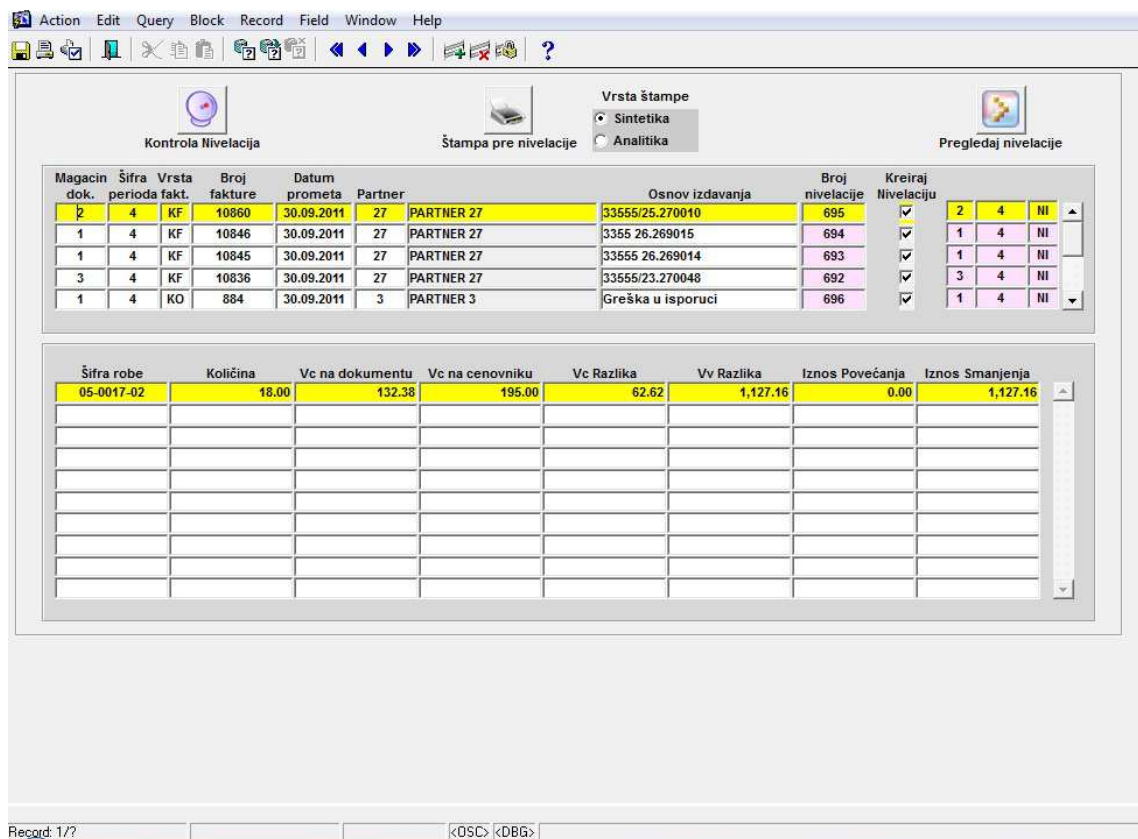 Action Edit Query Block Record Field Window Help
?
Vrsta štampe
Sintetika
Analitika
Kontrola Nivelacija
Štampa pre nivelacije
Pregledaj nivelacije
Magacin Šifra Vrsta Broj Datum Broj Kreiraj
dok. perioda fakt. fakture prometa Partner Osnov izdavanja nivelacije Nivelaciju
2 4 KF 10860 30.09.2011 27 PARTNER 27 33555/25.270010 695 2 4 NI
1 4 KF 10846 30.09.2011 27 PARTNER 27 3355 26.269015 694 1 4 NI
1 4 KF 10845 30.09.2011 27 PARTNER 27 33555 26.269014 693 1 4 NI
3 4 KF 10836 30.09.2011 27 PARTNER 27 33555/23.270048 692 3 4 NI
1 4 KO 884 30.09.2011 3 PARTNER 3 Greška u isporuci 696 1 4 NI
Šifra robe Količina Vc na dokumentu Vc na cenovniku Vc Razlika Vv Razlika Iznos Povećanja Iznos Smanjenja
05-0017-02 18.00 132.38 195.00 62.62 1,127.16 0.00 1,127.16
Record: 1/? <OSC> <DBG>